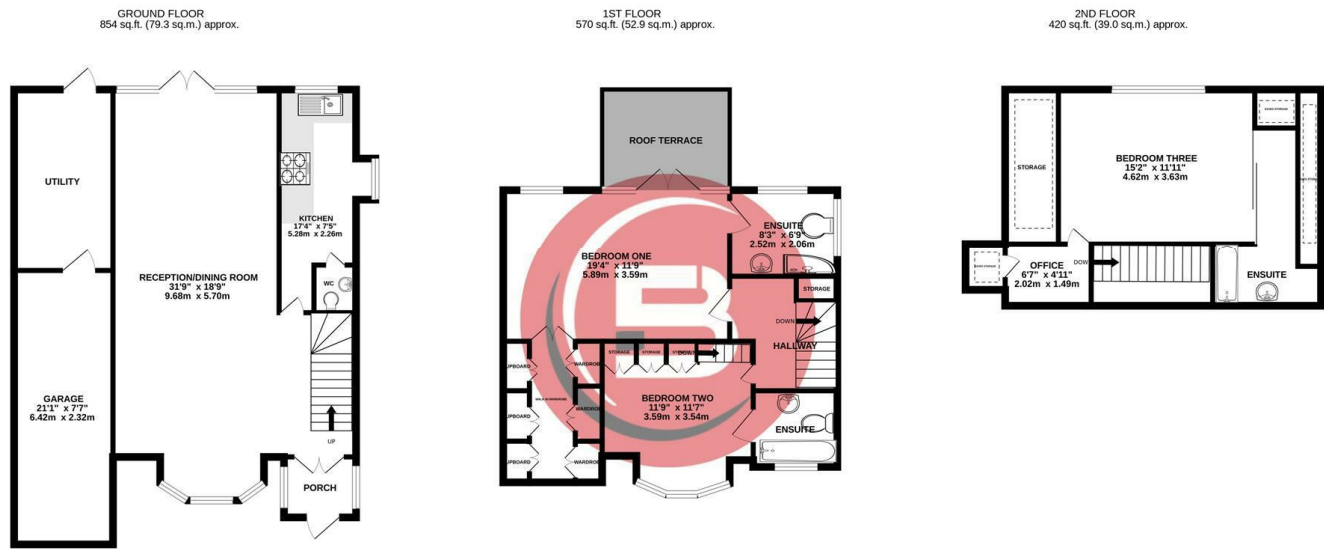 GROUND FLOOR
854 sq.ft. (79.3 sq.m.) approx.
UTILITY
KITCHEN
17'4" x 7'5"
5.28m x 2.26m
RECEPTION/DINING ROOM
31'9" x 18'9"
9.68m x 5.70m
WC
GARAGE
21'1" x 7'7"
6.42m x 2.32m
UP
PORCH
1ST FLOOR
570 sq.ft. (52.9 sq.m.) approx.
ROOF TERRACE
ENSUITE
8'3" x 6'9"
2.52m x 2.06m
BEDROOM ONE
19'4" x 11'9"
5.89m x 3.59m
STORAGE
DOWN
HALLWAY
STORAGE
STORAGE
DOWN
UPBOARD
WARDROBE
BEDROOM TWO
11'9" x 11'7"
3.59m x 3.54m
WALK IN WARDROBE
UPBOARD
WARDROBE
ENSUITE
UPBOARD
WARDROBE
2ND FLOOR
420 sq.ft. (39.0 sq.m.) approx.
BEDROOM THREE
15'2" x 11'11"
4.62m x 3.63m
STORAGE
OFFICE
6'7" x 4'11"
2.02m x 1.49m
DOW
ENSUITE